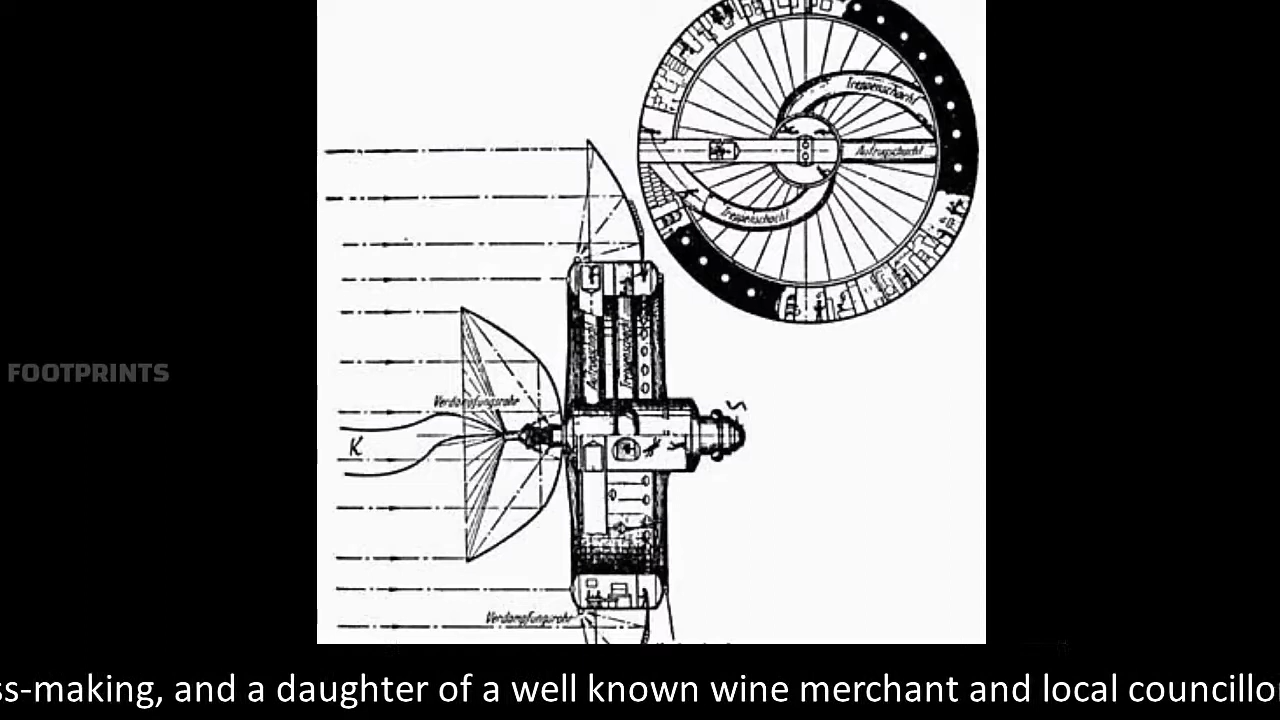 Treppenschacht
Aufzugschacht
Treppenschacht
Aufzugschacht
Treppenschacht
FOOTPRINTS
Verdampfungsrohr
K
Verdampfungsrohr
ss-making, and a daughter of a well known wine merchant and local councillo